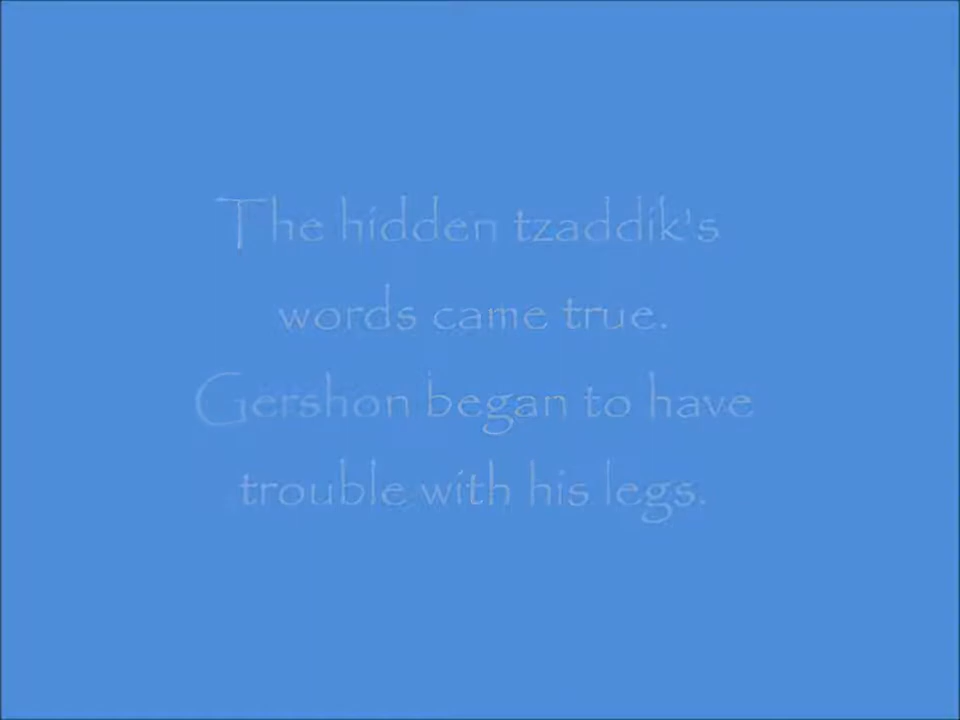 The hidden tzaddik's
words came true.
Gershon began to have
trouble with his legs.